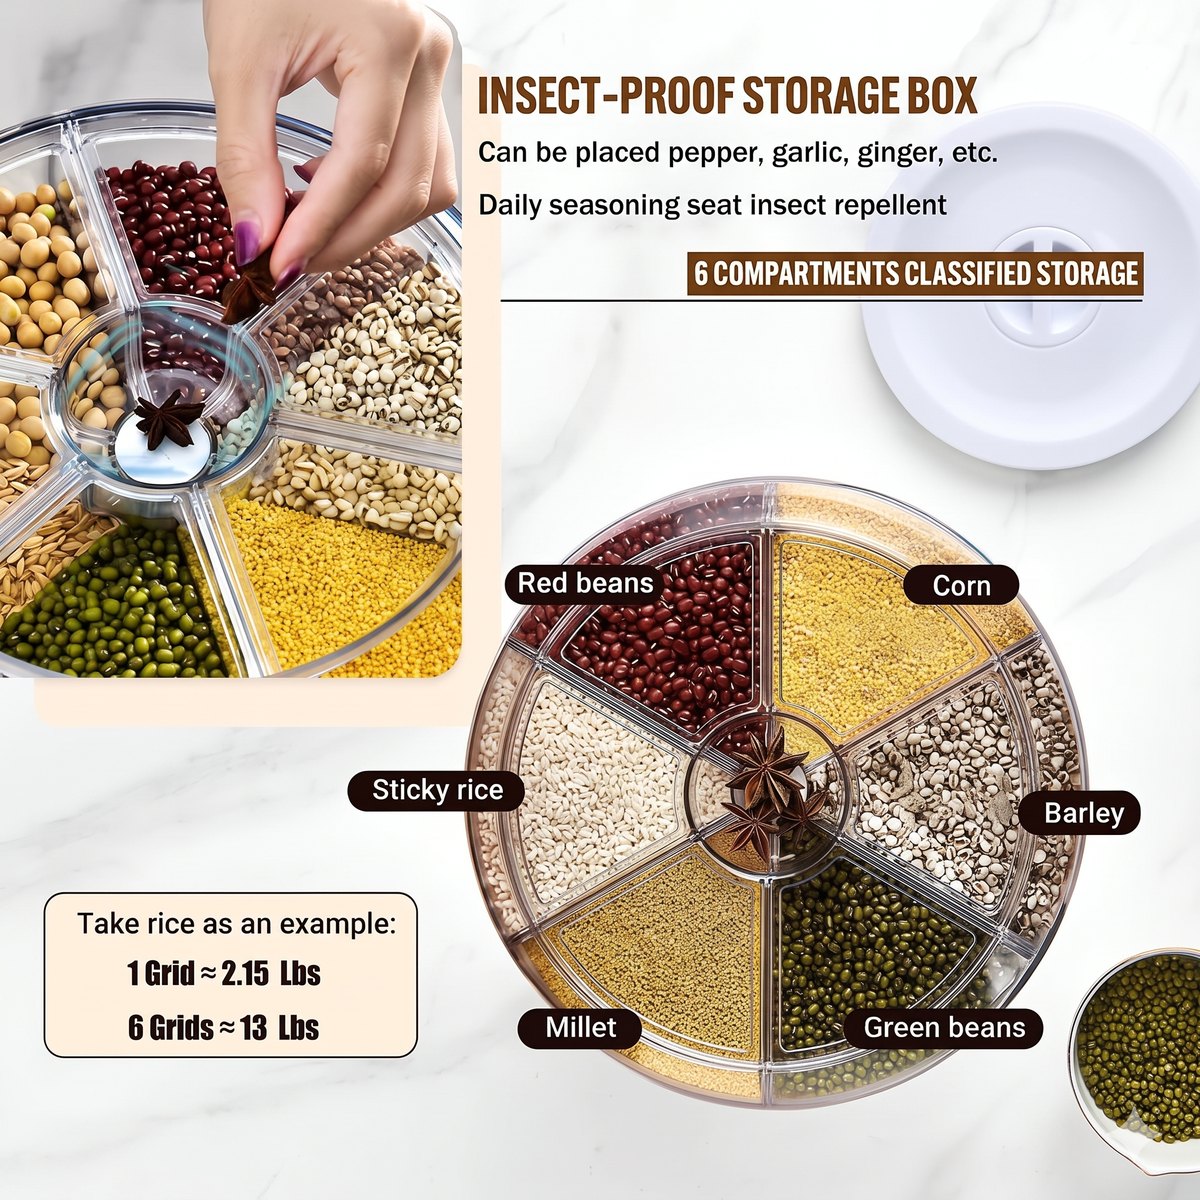 INSECT-PROOF STORAGE BOX
Can be placed pepper, garlic, ginger, etc.
Daily seasoning seat insect repellent
6 COMPARTMENTS CLASSIFIED STORAGE
Red beans
Corn
Sticky rice
Barley
Millet
Green beans
Take rice as an example:
1 Grid ≈ 2.15 Lbs
6 Grids ≈ 13 Lbs